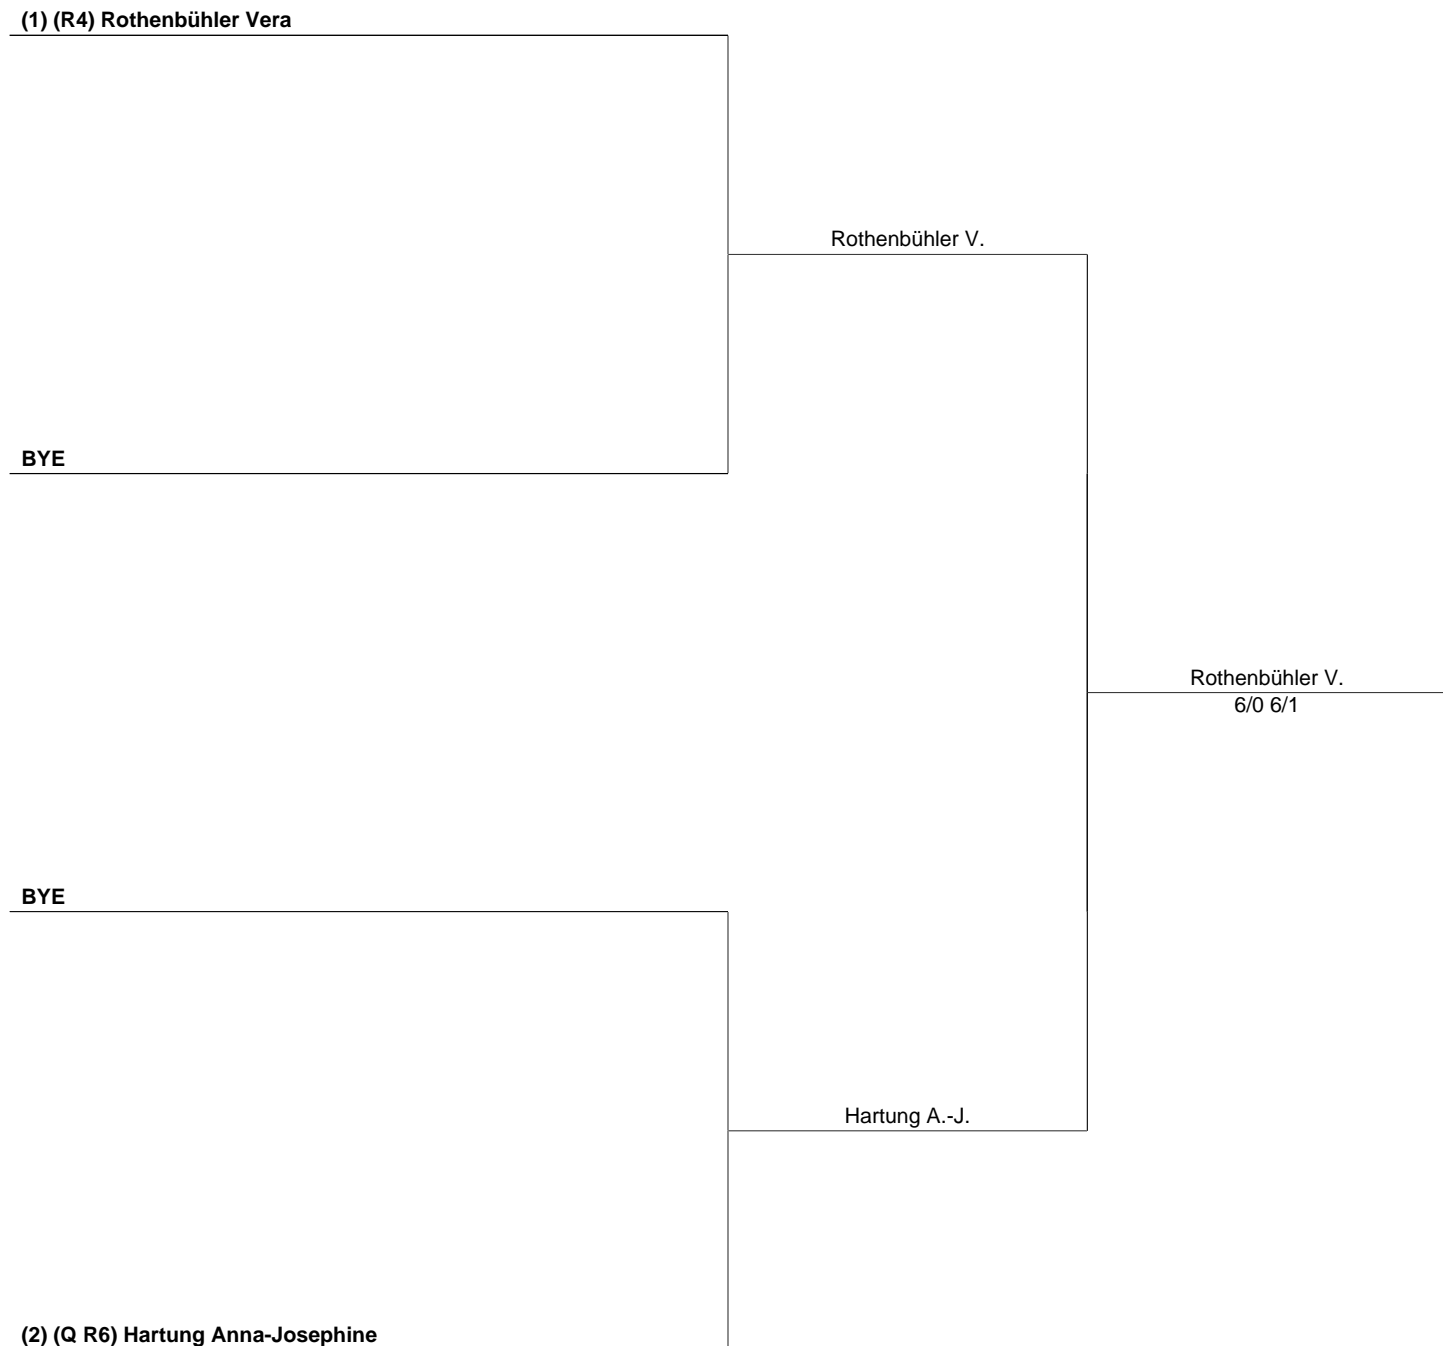 (1) (R4) Rothenbühler Vera
Rothenbühler V.
BYE
Rothenbühler V.
6/0 6/1
BYE
Hartung A.-J.
(2) (Q R6) Hartung Anna-Josephine